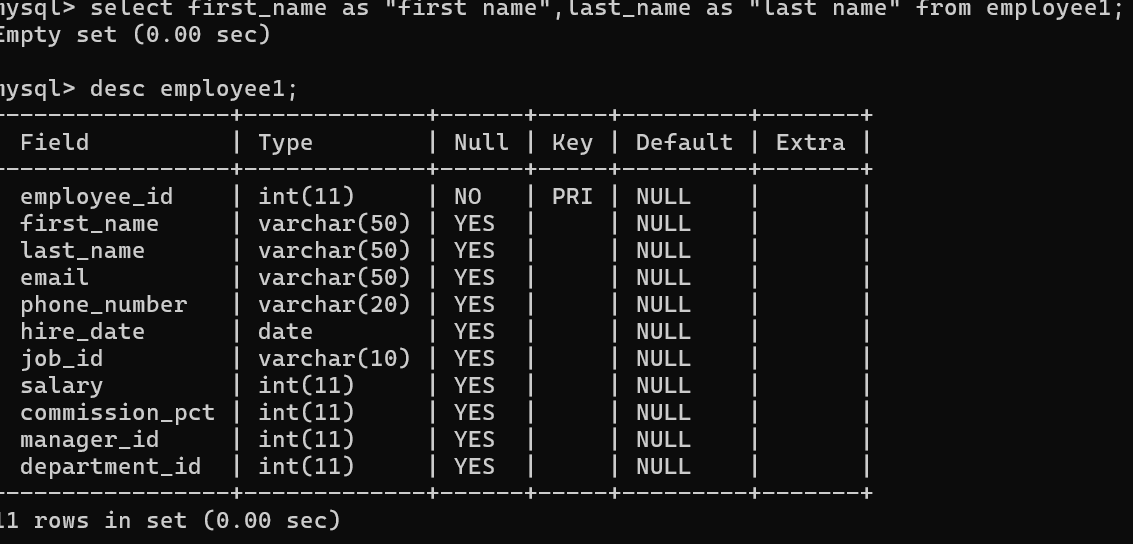 mysql> select first_name as "first name",last_name as "last name" from employee1;
Empty set (0.00 sec)
mysql> desc employee1;
----------------+-------------+------+-----+---------+-------+
Field | Type | Null | Key | Default | Extra |
----------------+-------------+------+-----+---------+-------+
employee_id | int(11) | NO | PRI | NULL | |
first_name | varchar(50) | YES | | NULL | |
last_name | varchar(50) | YES | | NULL | |
email | varchar(50) | YES | | NULL | |
phone_number | varchar(20) | YES | | NULL | |
hire_date | date | YES | | NULL | |
job_id | varchar(10) | YES | | NULL | |
salary | int(11) | YES | | NULL | |
commission_pct | int(11) | YES | | NULL | |
manager_id | int(11) | YES | | NULL | |
department_id | int(11) | YES | | NULL | |
----------------+-------------+------+-----+---------+-------+
11 rows in set (0.00 sec)